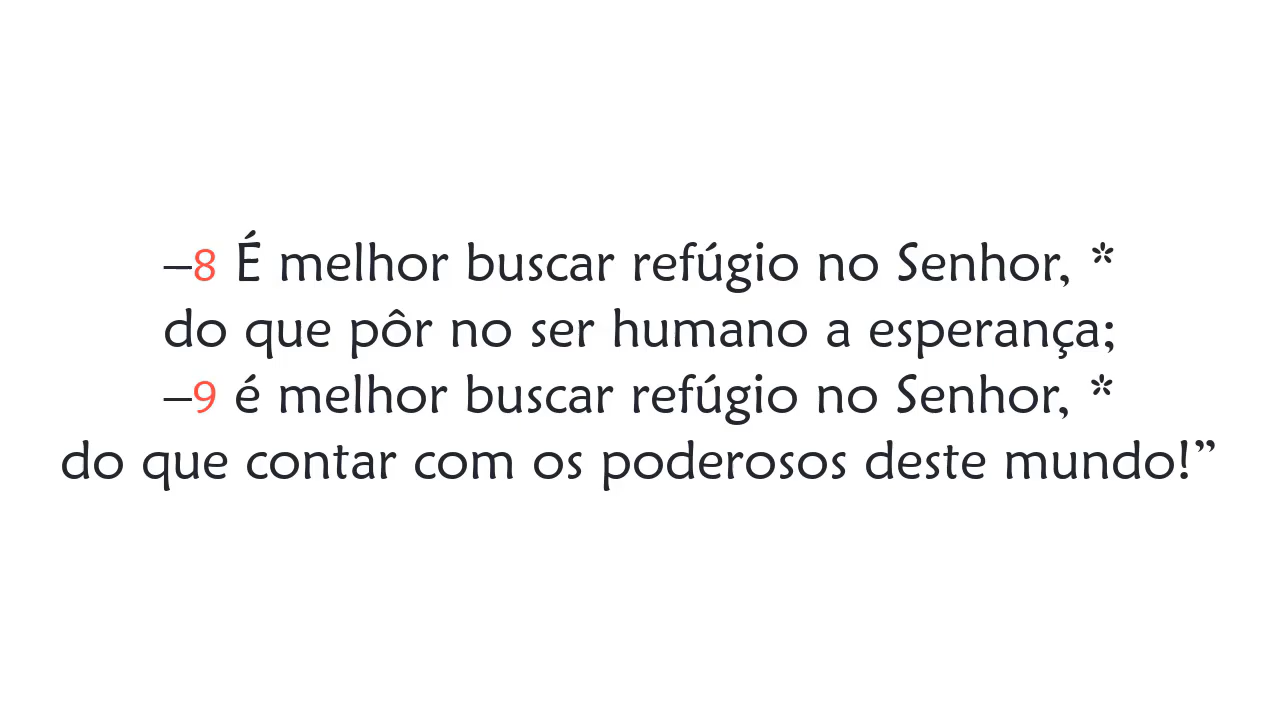 –8 É melhor buscar refúgio no Senhor, *
do que pôr no ser humano a esperança;
–9 é melhor buscar refúgio no Senhor, *
do que contar com os poderosos deste mundo!”